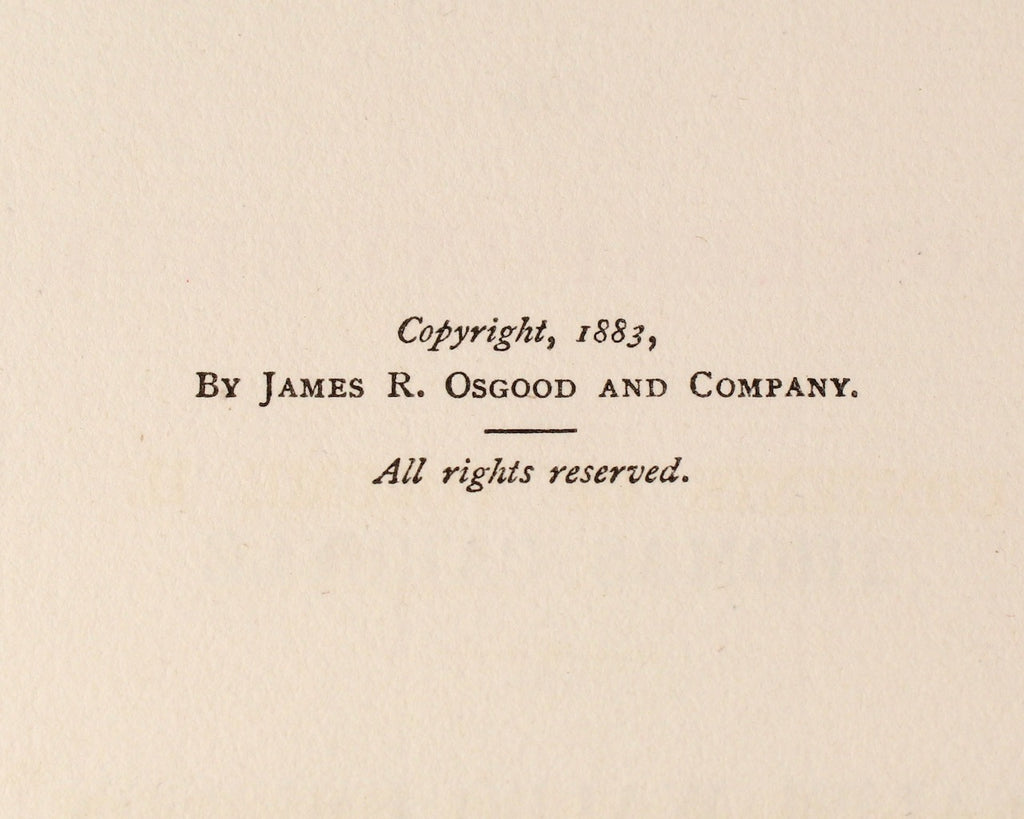 Copyright, 1883,
By James R. Osgood and Company.
All rights reserved.